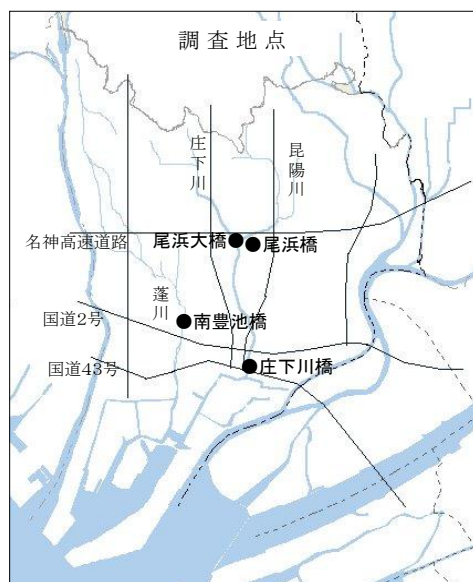 調査地点
庄下川
昆陽川
名神高速道路
尾浜大橋
尾浜橋
蓬川
国道2号
南豊池橋
国道43号
庄下川橋